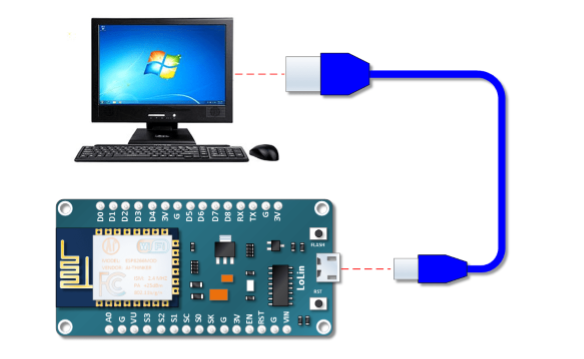 D0 D1 D2 D3 D4 3V G D5 D6 D7 D8 RX TX G 3V
FLASH
LoLin
RST
A0 G VU S3 S2 S1 SC S0 SK G 3V EN RST G VIN